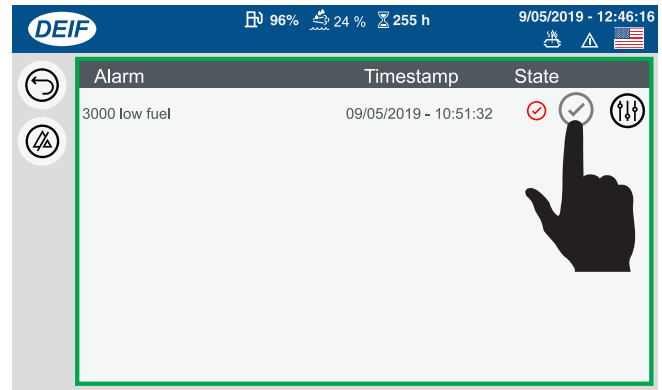 DEIF
96% 24 % 255 h
9/05/2019 - 12:46:16
Alarm Timestamp State
3000 low fuel 09/05/2019 - 10:51:32